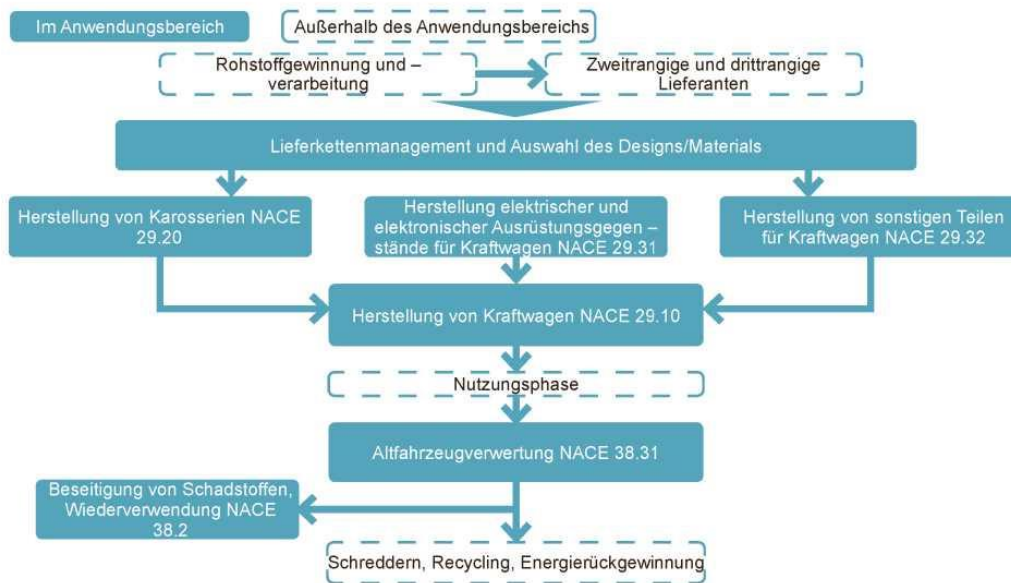 Im Anwendungsbereich
Außerhalb des Anwendungsbereichs
Rohstoffgewinnung und –
verarbeitung
Zweitrangige und drittrangige
Lieferanten
Lieferkettenmanagement und Auswahl des Designs/Materials
Herstellung von Karosserien NACE
29.20
Herstellung elektrischer und
elektronischer Ausrüstungsgegen –
stände für Kraftwagen NACE 29.31
Herstellung von sonstigen Teilen
für Kraftwagen NACE 29.32
Herstellung von Kraftwagen NACE 29.10
Nutzungsphase
Altfahrzeugverwertung NACE 38.31
Beseitigung von Schadstoffen,
Wiederverwendung NACE
38.2
Schreddern, Recycling, Energierückgewinnung